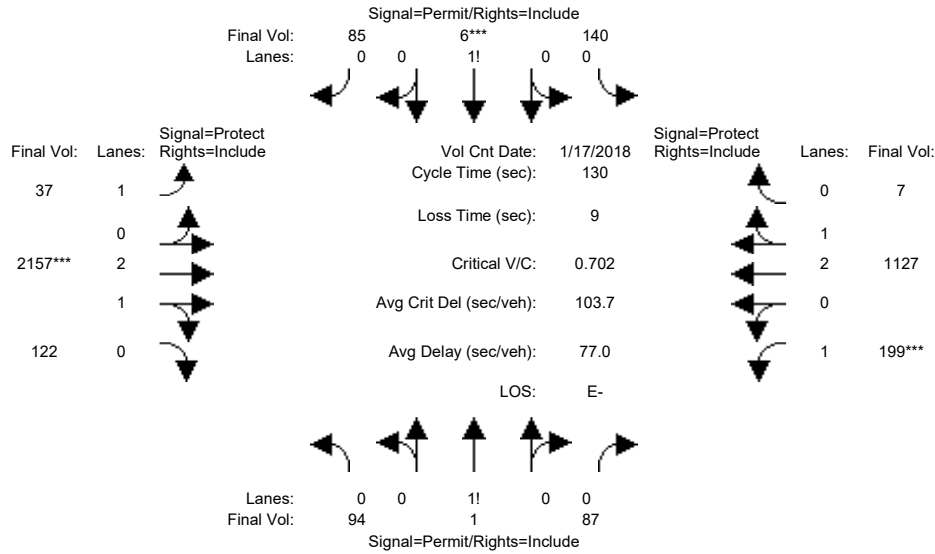 Signal=Permit/Rights=Include
Final Vol: 85 6*** 140
Lanes: 0 0 1! 0 0
Signal=Protect Signal=Protect
Final Vol: Lanes: Rights=Include Vol Cnt Date: 1/17/2018 Rights=Include Lanes: Final Vol:
Cycle Time (sec): 130
37 1 0 7
Loss Time (sec): 9
0 1
2157*** 2 Critical V/C: 0.702 2 1127
1 Avg Crit Del (sec/veh): 103.7 0
122 0 Avg Delay (sec/veh): 77.0 1 199***
LOS: E-
Lanes: 0 0 1! 0 0
Final Vol: 94 1 87
Signal=Permit/Rights=Include